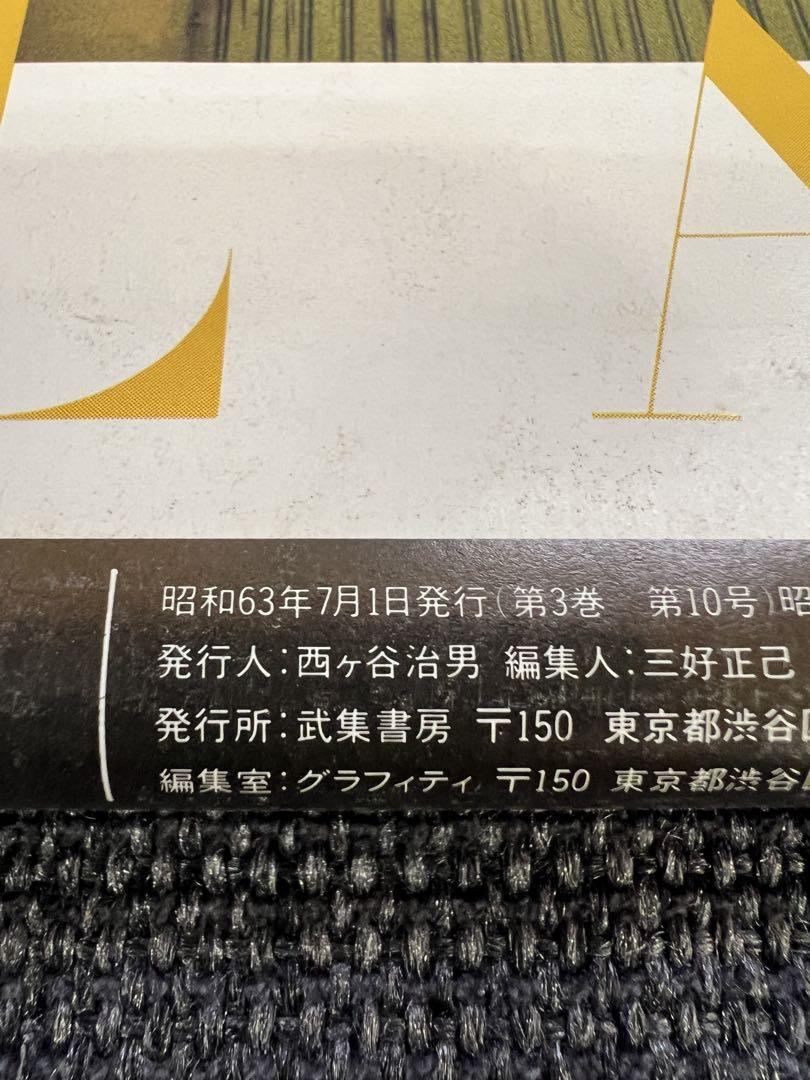 昭和63年7月1日発行(第3巻　第10号)昭
発行人:西ヶ谷治男 編集人:三好正己
発行所:武集書房 〒150 東京都渋谷区
編集室:グラフィティ 〒150 東京都渋谷区